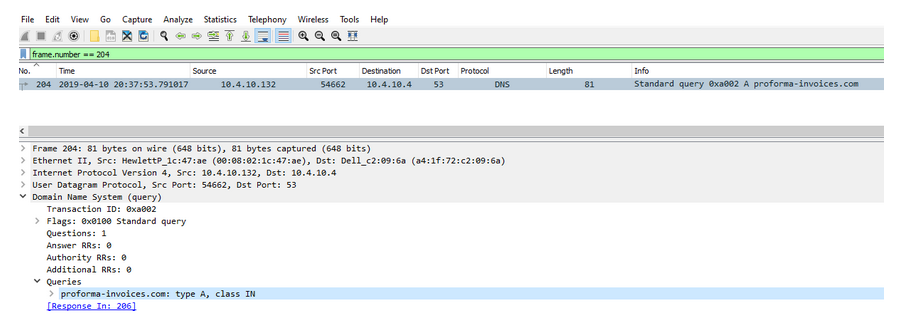 File Edit View Go Capture Analyze Statistics Telephony Wireless Tools Help
frame.number == 204
No. Time Source Src Port Destination Dst Port Protocol Length Info
204 2019-04-10 20:37:53.791017 10.4.10.132 54662 10.4.10.4 53 DNS 81 Standard query 0xa002 A proforma-invoices.com
Frame 204: 81 bytes on wire (648 bits), 81 bytes captured (648 bits)
Ethernet II, Src: HewlettP_1c:47:ae (00:08:02:1c:47:ae), Dst: Dell_c2:09:6a (a4:1f:72:c2:09:6a)
Internet Protocol Version 4, Src: 10.4.10.132, Dst: 10.4.10.4
User Datagram Protocol, Src Port: 54662, Dst Port: 53
Domain Name System (query)
Transaction ID: 0xa002
Flags: 0x0100 Standard query
Questions: 1
Answer RRs: 0
Authority RRs: 0
Additional RRs: 0
Queries
proforma-invoices.com: type A, class IN
[Response In: 206]